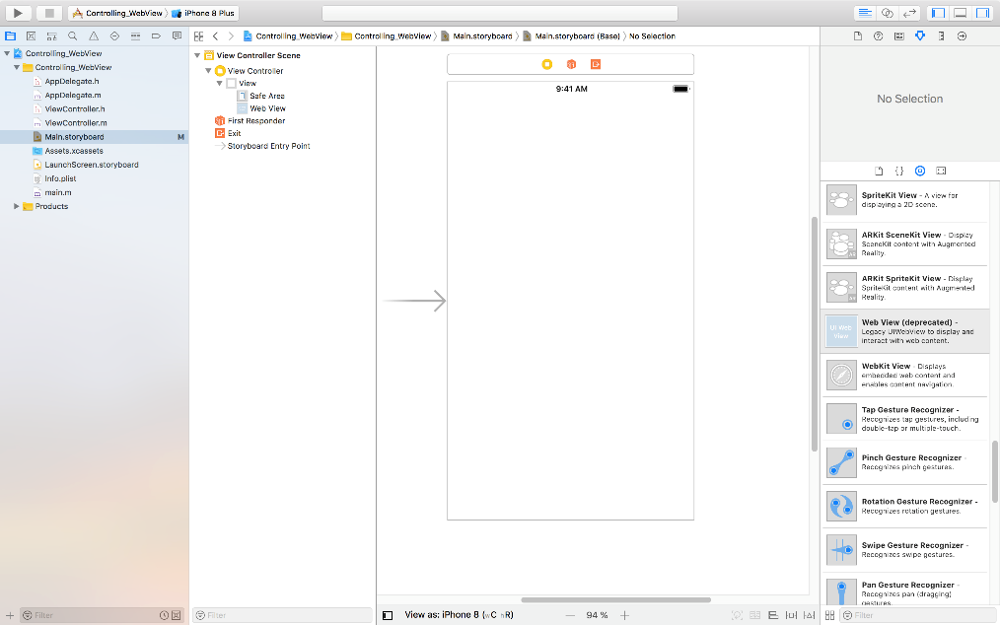 Controlling_WebView
iPhone 8 Plus
Controlling_WebView
Controlling_WebView
Main.storyboard
Main.storyboard (Base)
No Selection
Controlling_WebView
Controlling_WebView
AppDelegate.h
AppDelegate.m
ViewController.h
ViewController.m
Main.storyboard
M
Assets.xcassets
LaunchScreen.storyboard
Info.plist
main.m
Products
Filter
View Controller Scene
View Controller
View
Safe Area
Web View
First Responder
Exit
Storyboard Entry Point
Filter
9:41 AM
View as: iPhone 8 (wC hR)
94 %
No Selection
SpriteKit View - A view for
displaying a 2D scene.
ARKit SceneKit View - Display
SceneKit content with Augmented
Reality.
ARKit SpriteKit View - Display
SpriteKit content with Augmented
Reality.
UI Web
View
Web View (deprecated) -
Legacy UIWebView to display and
interact with web content.
WebKit View - Displays
embedded web content and
enables content navigation.
Tap Gesture Recognizer -
Recognizes tap gestures, including
double-tap or multiple-touch.
Pinch Gesture Recognizer -
Recognizes pinch gestures.
Rotation Gesture Recognizer -
Recognizes rotation gestures.
Swipe Gesture Recognizer -
Recognizes swipe gestures.
Pan Gesture Recognizer -
Recognizes pan (dragging)
gestures.
Filter